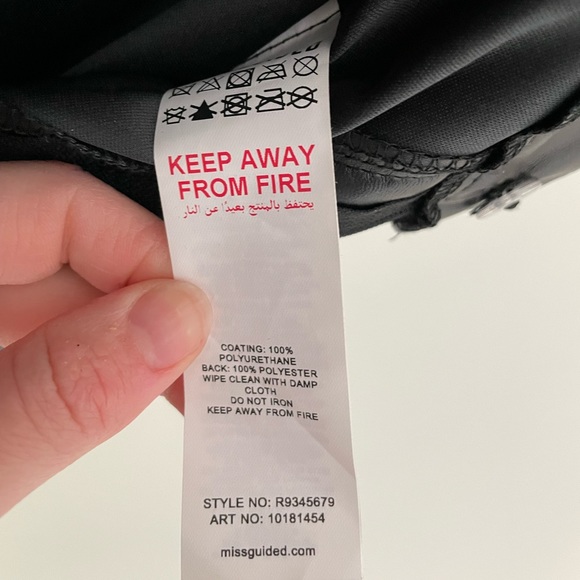 KEEP AWAY
FROM FIRE
يحتفظ بالمنتج بعيدًا عن النار
COATING: 100%
POLYURETHANE
BACK: 100% POLYESTER
WIPE CLEAN WITH DAMP
CLOTH
DO NOT IRON
KEEP AWAY FROM FIRE
STYLE NO: R9345679
ART NO: 10181454
missguided.com